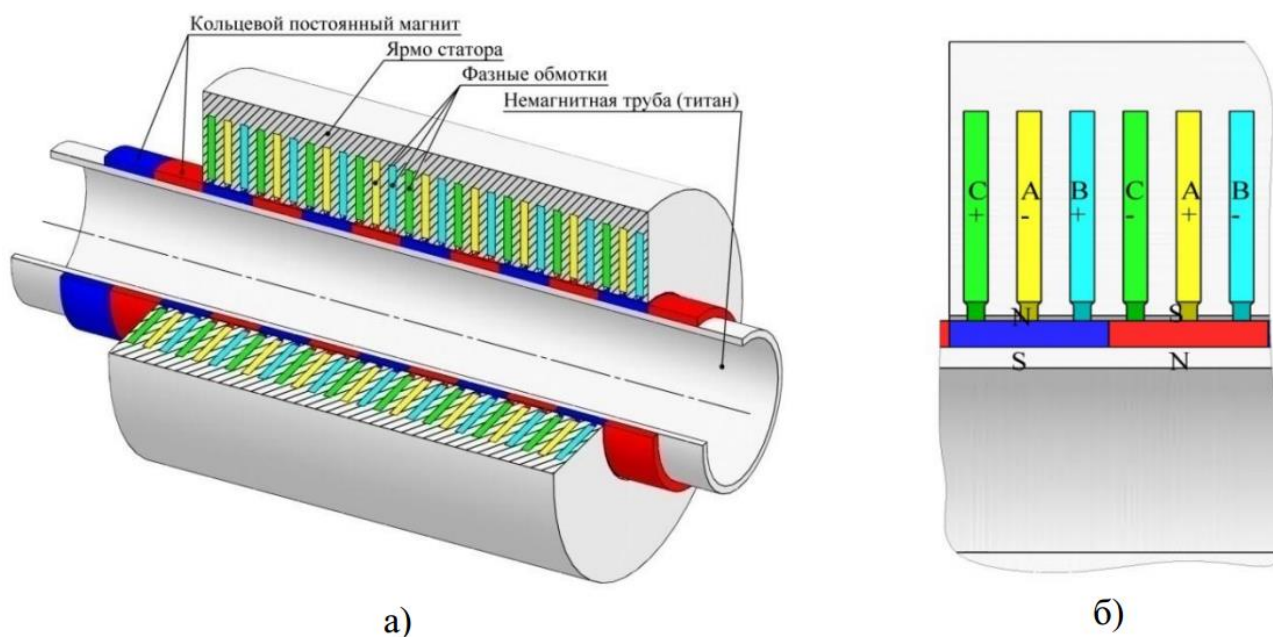 Кольцевой постоянный магнит
Ярмо статора
Фазные обмотки
Немагнитная труба (титан)
C A B C A B
+ - + - + -
N S
S N
а)
б)